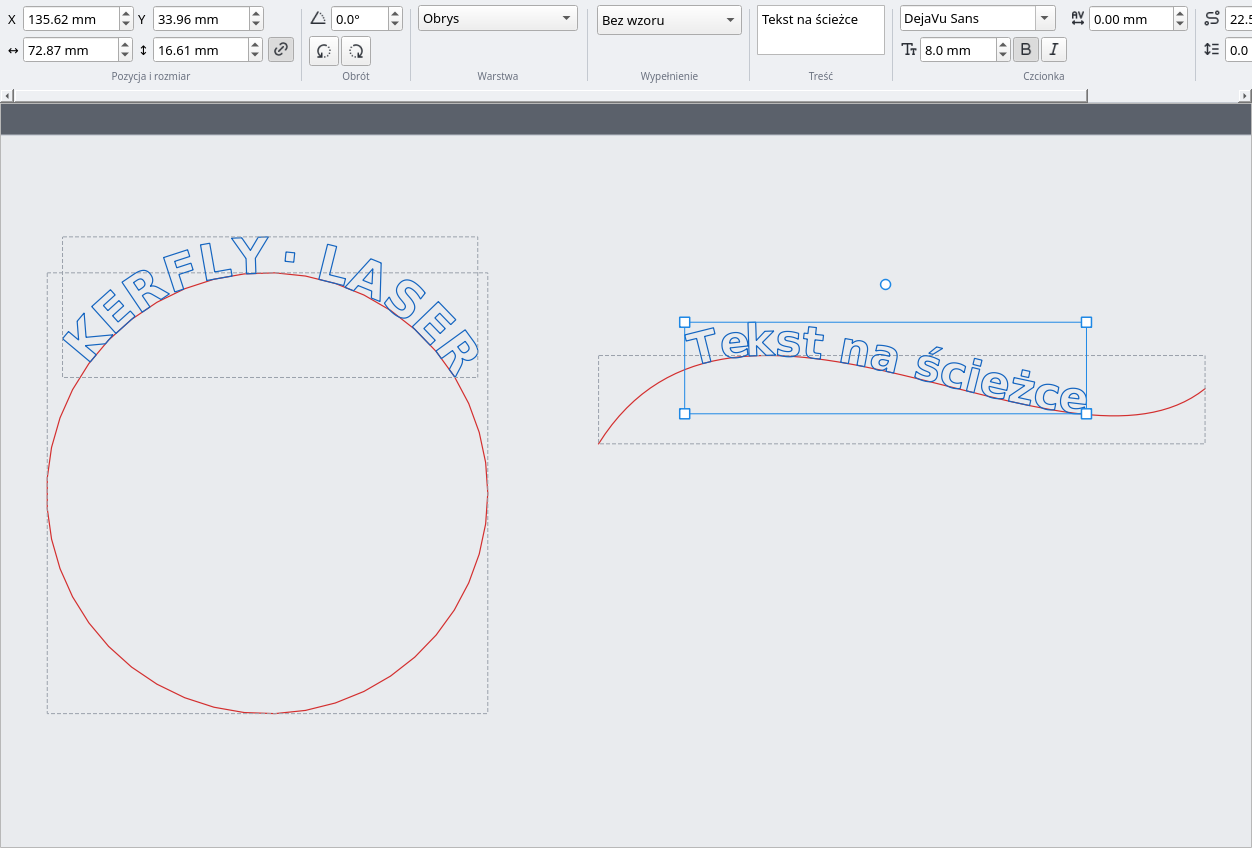 X 135.62 mm Y 33.96 mm
72.87 mm 16.61 mm
Pozycja i rozmiar
0.0°
Obrót
Obrys
Warstwa
Bez wzoru
Wypełnienie
Tekst na ścieżce
Treść
DejaVu Sans AV 0.00 mm
TT 8.0 mm B I
Czcionka
22.5
0.0
KERFLY · LASER
Tekst na ścieżce